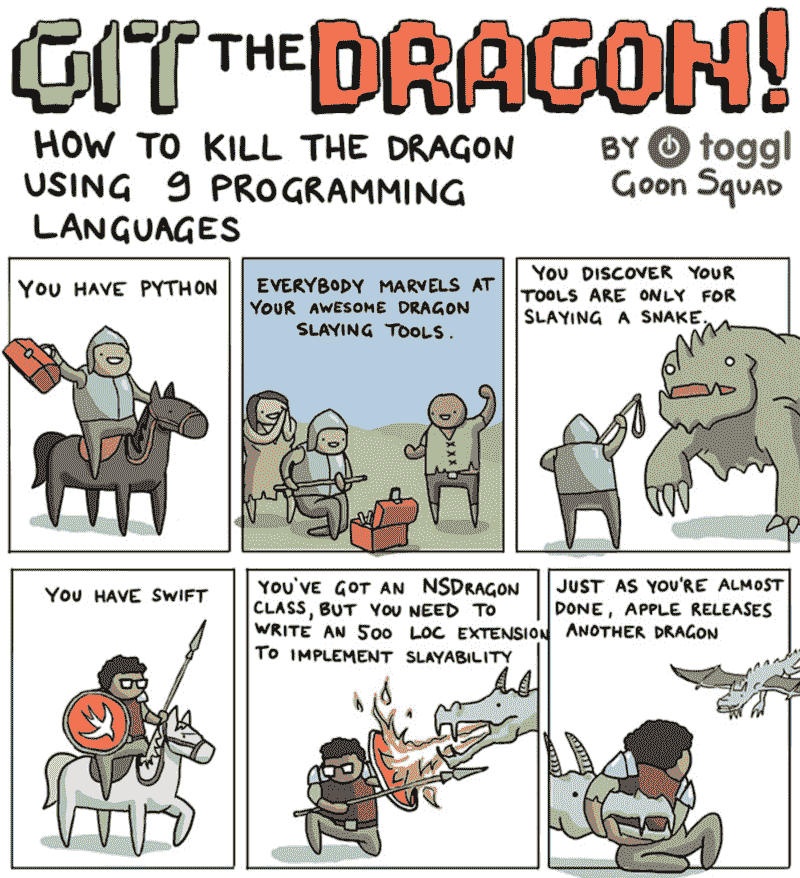 GIT THE DRAGON!
HOW TO KILL THE DRAGON
USING 9 PROGRAMMING
LANGUAGES
BY toggl
GOON SQUAD
YOU HAVE PYTHON
EVERYBODY MARVELS AT
YOUR AWESOME DRAGON
SLAYING TOOLS.
YOU DISCOVER YOUR
TOOLS ARE ONLY FOR
SLAYING A SNAKE.
YOU HAVE SWIFT
YOU'VE GOT AN NSDRAGON
CLASS, BUT YOU NEED TO
WRITE AN 500 LOC EXTENSION
TO IMPLEMENT SLAYABILITY
JUST AS YOU'RE ALMOST
DONE, APPLE RELEASES
ANOTHER DRAGON